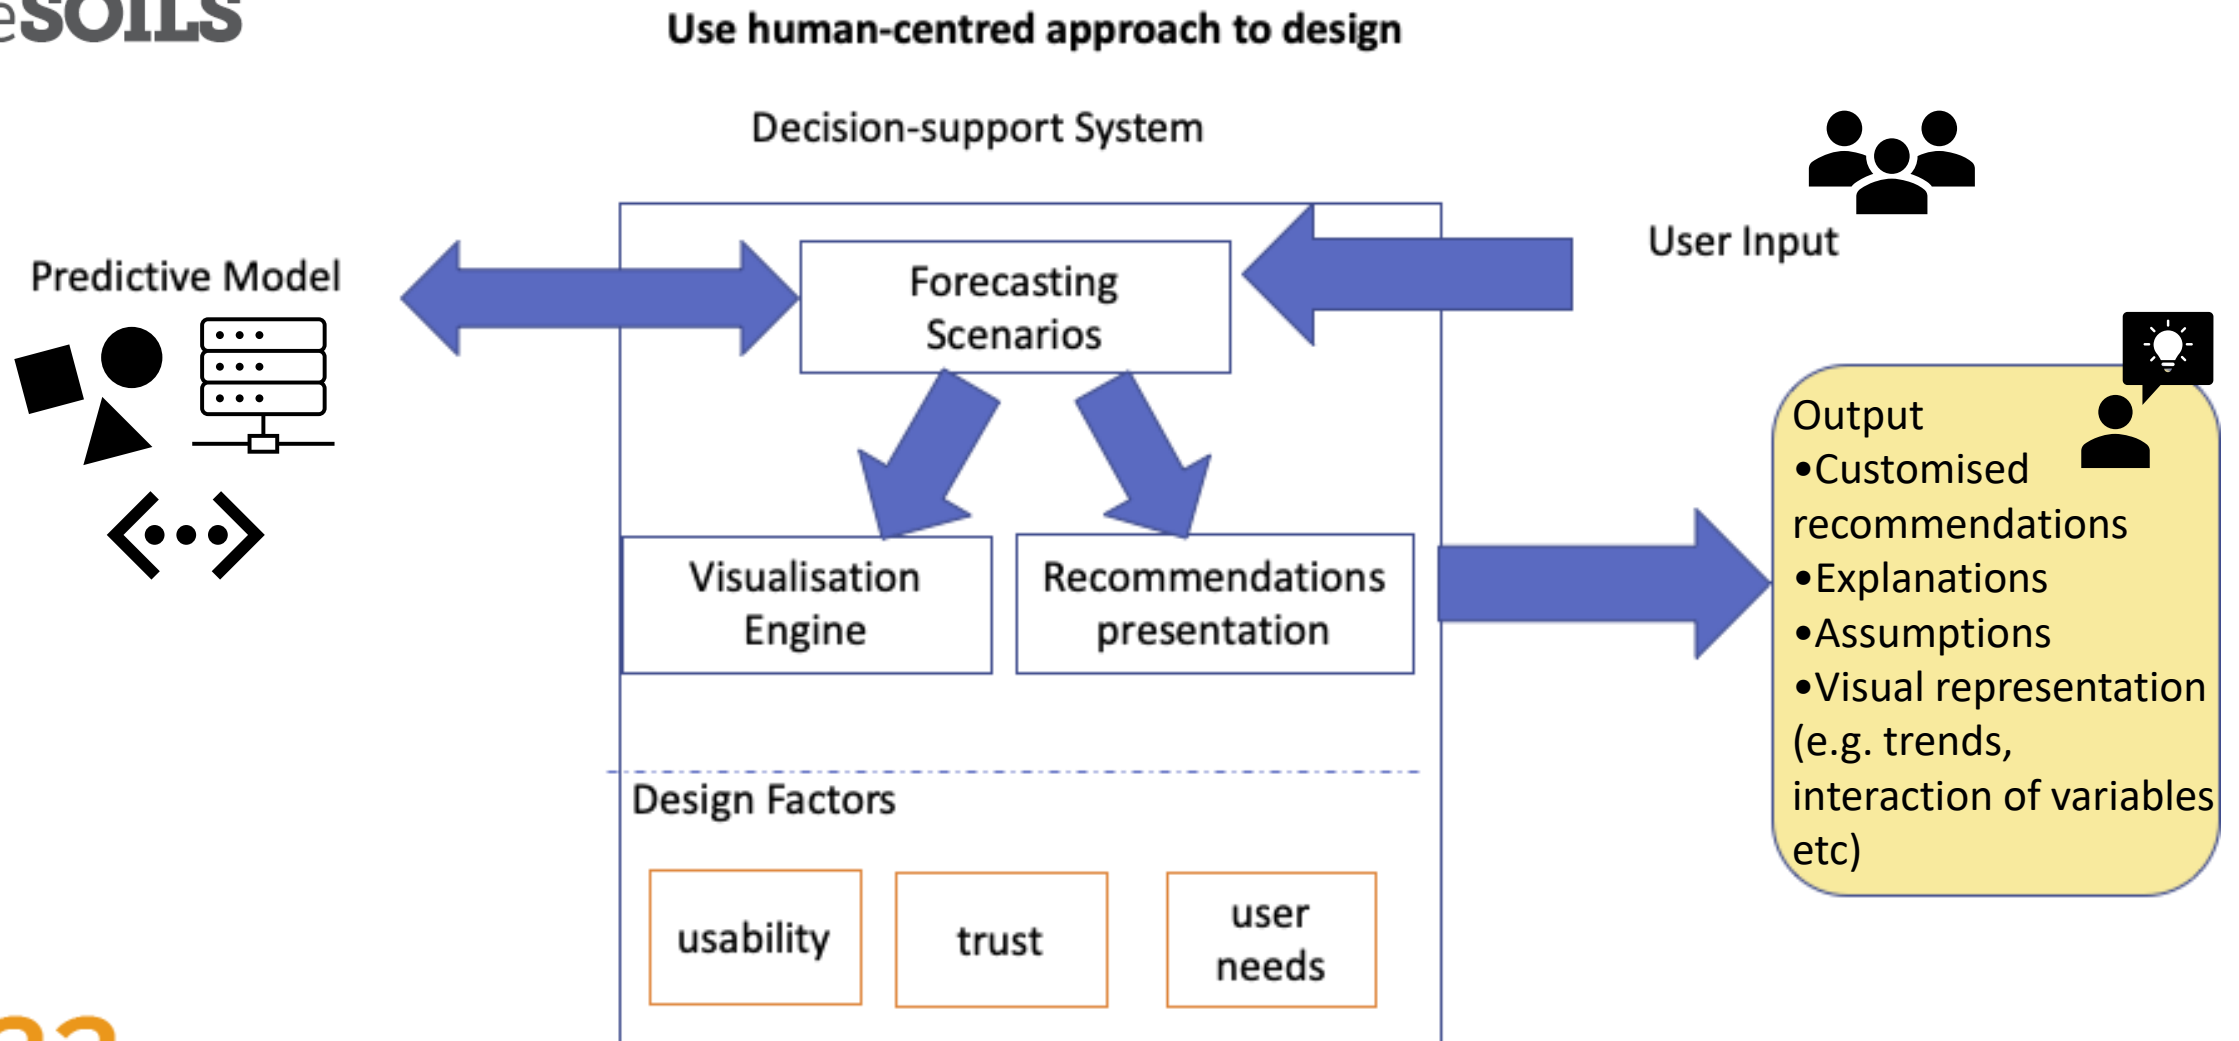 eSOILS
Use human-centred approach to design
Decision-support System
User Input
Predictive Model
Forecasting
Scenarios
Output
•Customised
recommendations
•Explanations
•Assumptions
•Visual representation
(e.g. trends,
interaction of variables
etc)
Visualisation
Engine
Recommendations
presentation
Design Factors
usability
trust
user
needs